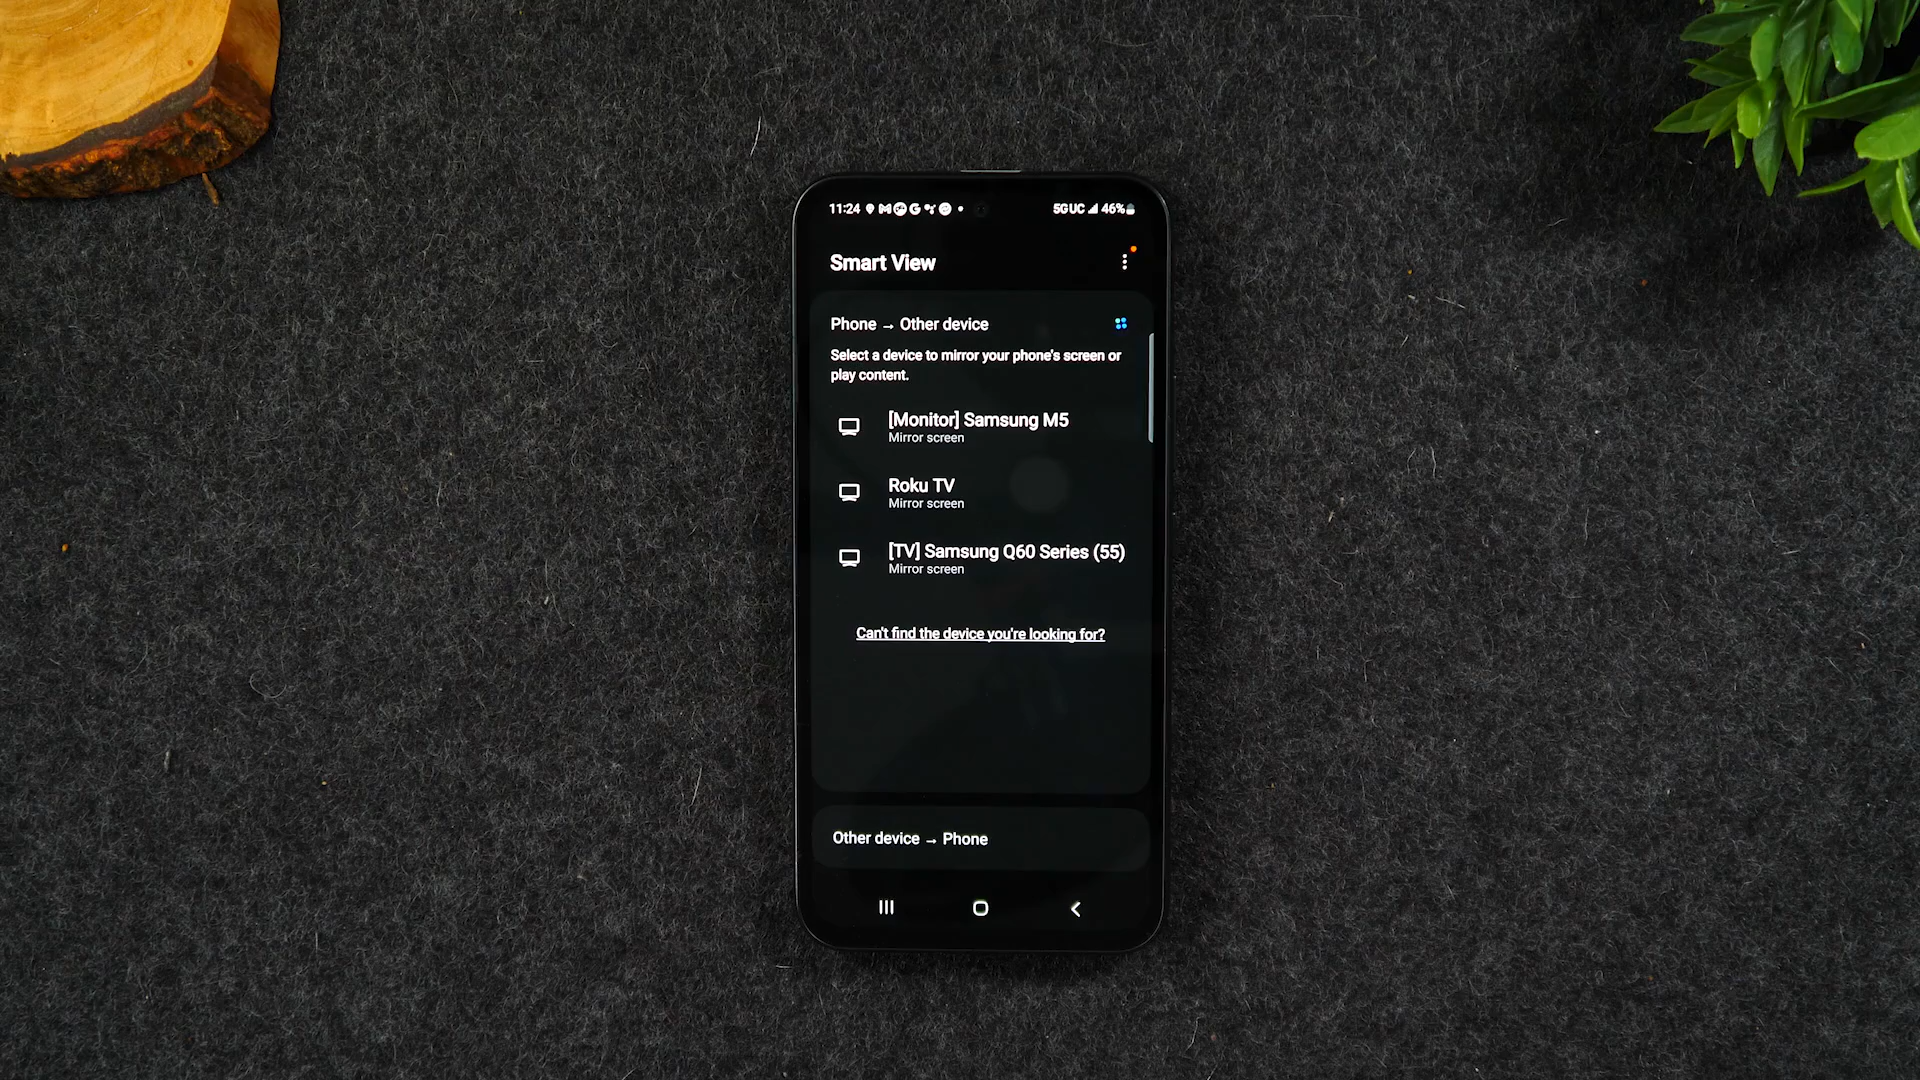 11:24
5GUC 46%
Smart View
Phone → Other device
Select a device to mirror your phone's screen or
play content.
[Monitor] Samsung M5
Mirror screen
Roku TV
Mirror screen
[TV] Samsung Q60 Series (55)
Mirror screen
Can't find the device you're looking for?
Other device → Phone